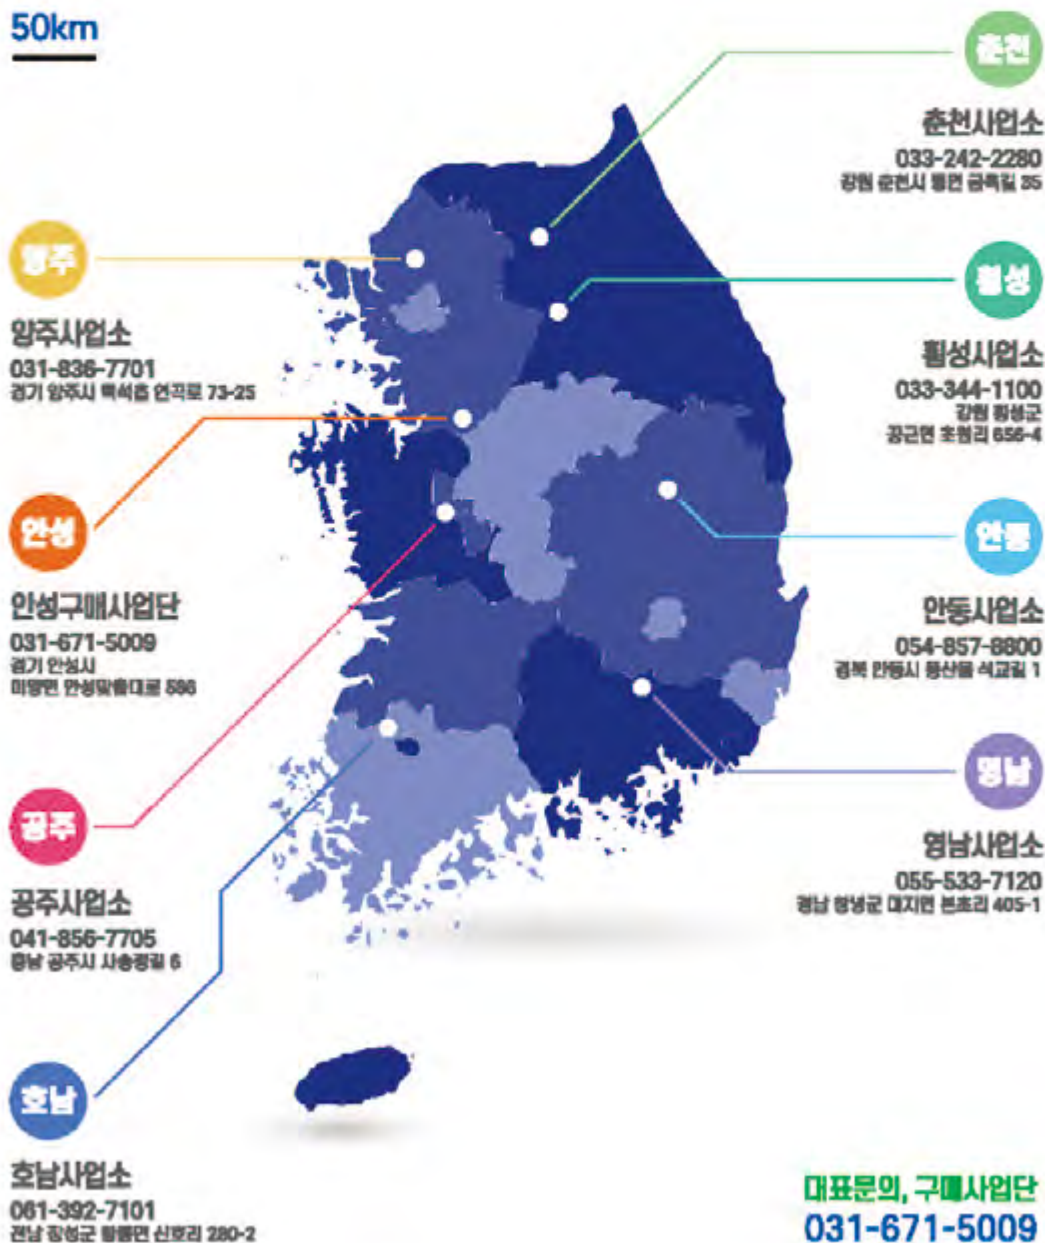 50km
춘천
춘천사업소
033-242-2280
강원 춘천시 동면 금옥길 35
양주
양주사업소
031-836-7701
경기 양주시 백석읍 연곡로 73-25
횡성
횡성사업소
033-344-1100
강원 횡성군
공근면 초원리 656-4
안성
안성구매사업단
031-671-5009
경기 안성시
미양면 안성맞춤대로
안동
안동사업소
054-857-8800
경북 안동시 풍산읍 석교길 1
공주
공주사업소
041-856-7705
충남 공주시 사송정길 6
영남
영남사업소
055-533-7120
경남 창녕군 대지면 본초리 405-1
호남
호남사업소
061-392-7101
전남 장성군 황룡면 신호리 280-2
대표문의, 구매사업단
031-671-5009